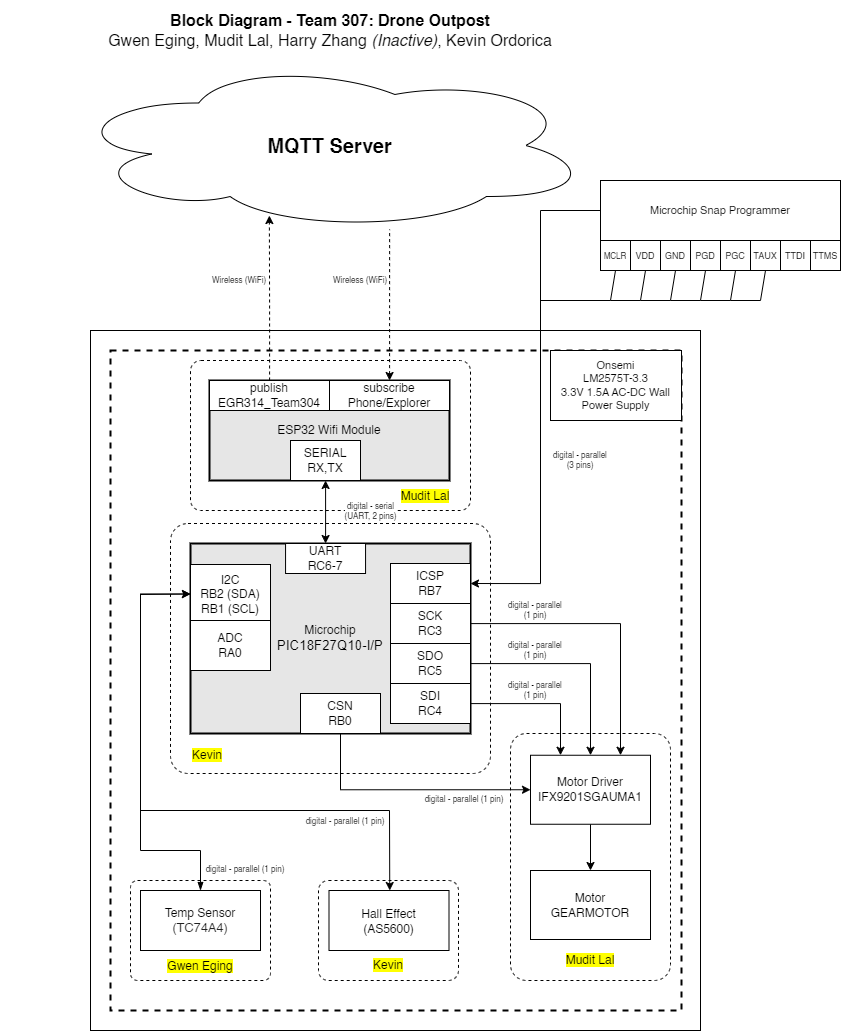 Block Diagram - Team 307: Drone Outpost
Gwen Eging, Mudit Lal, Harry Zhang (Inactive), Kevin Ordorica
MQTT Server
Microchip Snap Programmer
MCLR VDD GND PGD PGC TAUX TTDI TTMS
Wireless (WiFi)
Wireless (WiFi)
Onsemi
LM2575T-3.3
3.3V 1.5A AC-DC Wall
Power Supply
publish
EGR314_Team304
subscribe
Phone/Explorer
ESP32 Wifi Module
SERIAL
RX,TX
Mudit Lal
digital - parallel
(3 pins)
digital - serial
(UART, 2 pins)
UART
RC6-7
I2C
RB2 (SDA)
RB1 (SCL)
ADC
RA0
Microchip
PIC18F27Q10-I/P
ICSP
RB7
SCK
RC3
SDO
RC5
SDI
RC4
CSN
RB0
Kevin
digital - parallel
(1 pin)
digital - parallel
(1 pin)
digital - parallel
(1 pin)
digital - parallel (1 pin)
Motor Driver
IFX9201SGAUMA1
digital - parallel (1 pin)
digital - parallel (1 pin)
Temp Sensor
(TC74A4)
Gwen Eging
Hall Effect
(AS5600)
Kevin
Motor
GEARMOTOR
Mudit Lal